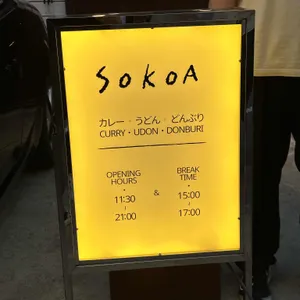 SOKOA
カレー・うどん・どんぶり
CURRY・UDON・DONBURI
OPENING HOURS
・
11:30
～
21:00
&
BREAK TIME
・
15:00
～
17:00